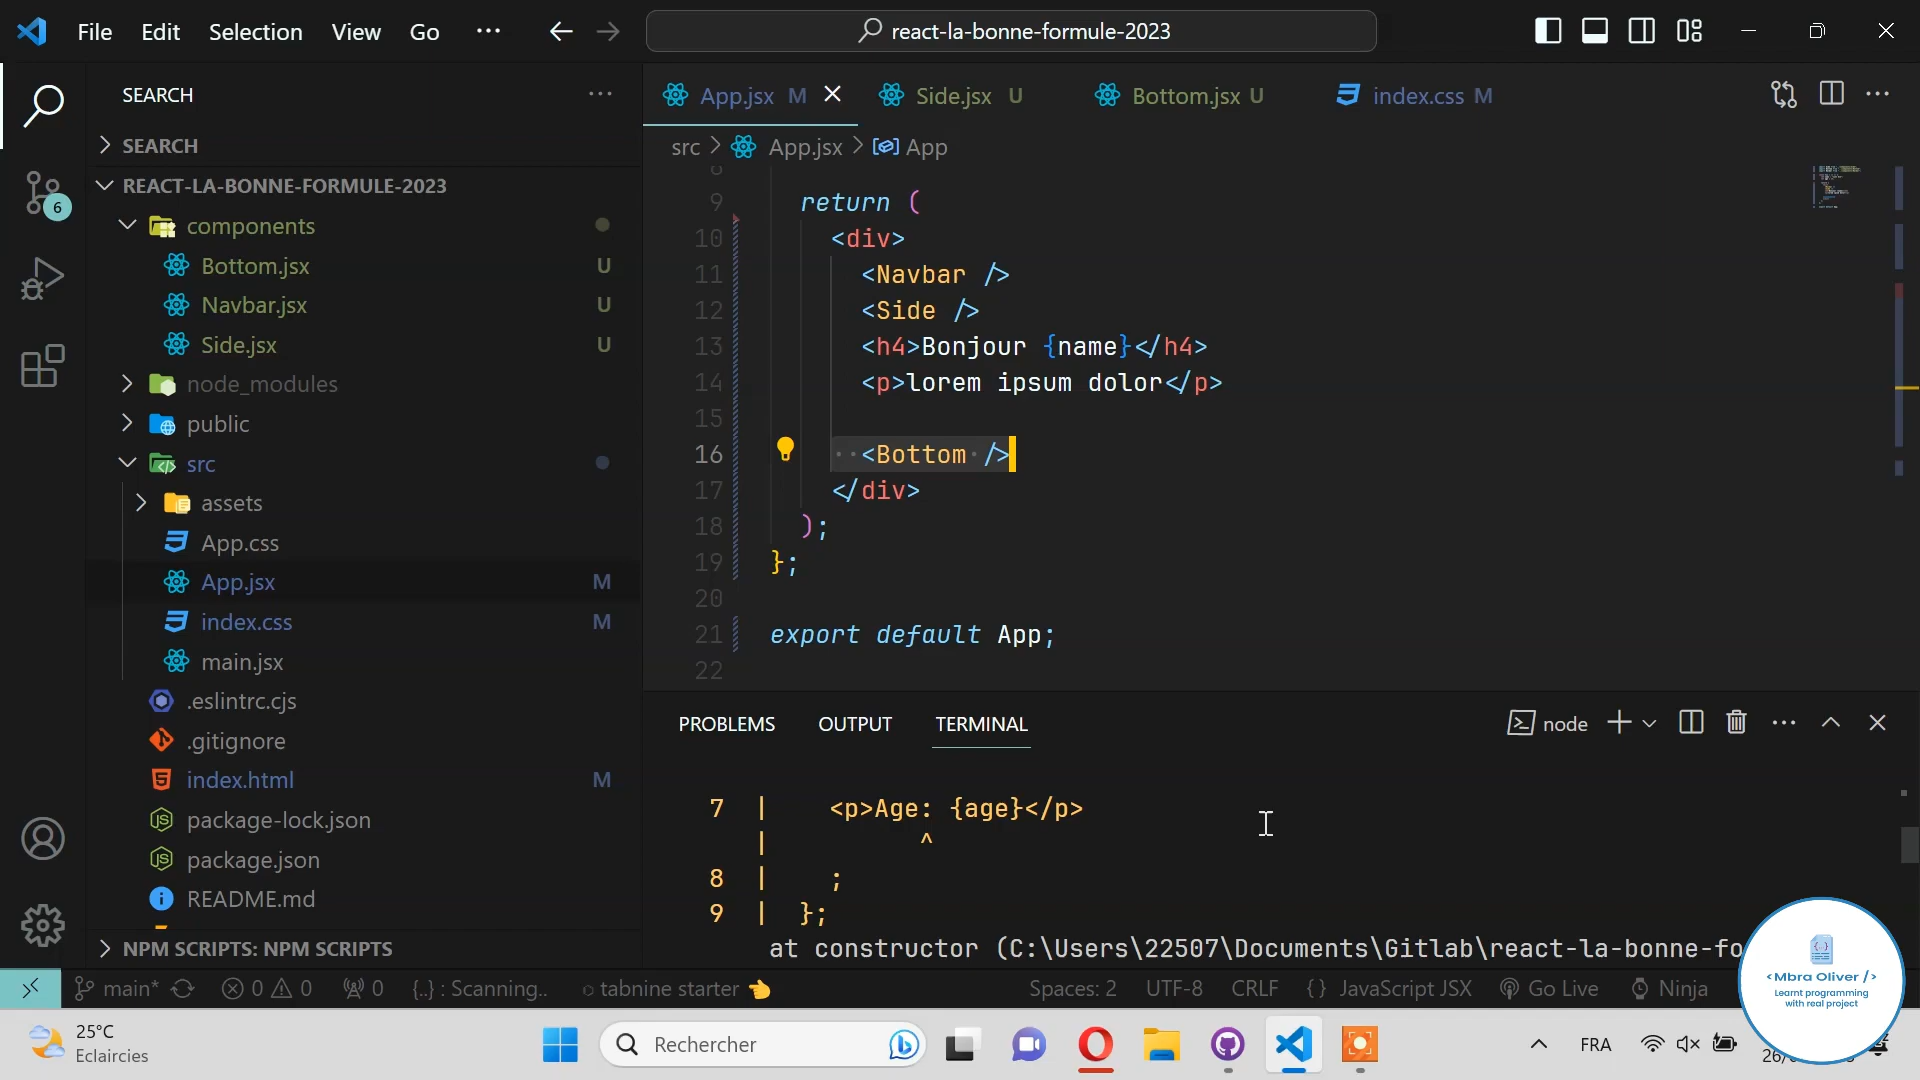 File Edit Selection View Go ··· react-la-bonne-formule-2023
SEARCH ···
SEARCH
REACT-LA-BONNE-FORMULE-2023
components
Bottom.jsx U
Navbar.jsx U
Side.jsx U
node_modules
public
src
assets
App.css
App.jsx M
index.css M
main.jsx
.eslintrc.cjs
.gitignore
index.html M
package-lock.json
package.json
README.md
NPM SCRIPTS: NPM SCRIPTS
6
App.jsx M Side.jsx U Bottom.jsx U index.css M
src > App.jsx > App
8
9 return (
10 <div>
11 <Navbar />
12 <Side />
13 <h4>Bonjour {name}</h4>
14 <p>lorem ipsum dolor</p>
15
16 <Bottom />
17 </div>
18 );
19 };
20
21 export default App;
22
PROBLEMS OUTPUT TERMINAL node
7 | <p>Age: {age}</p>
| ^
8 | ;
9 | };
at constructor (C:\Users\22507\Documents\Gitlab\react-la-bonne-fo
main* 0 0 0 {..} : Scanning.. tabnine starter Spaces: 2 UTF-8 CRLF {} JavaScript JSX Go Live Ninja
<Mbra Oliver />
Learnt programming
with real project
25°C
Eclaircies
Rechercher
FRA
26/